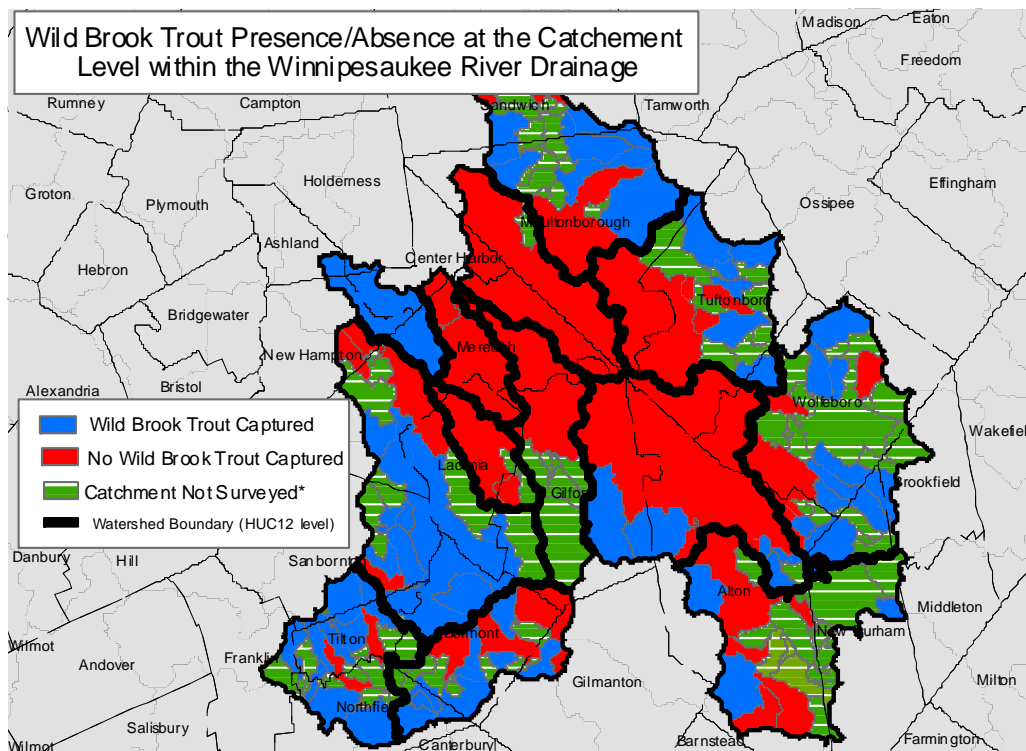 Wild Brook Trout Presence/Absence at the Catchement
Level within the Winnipesaukee River Drainage
Madison
Eaton
Freedom
Rumney
Campton
Sandwich
Tamworth
Holderness
Effingham
Groton
Plymouth
Ossipee
Moultonborough
Ashland
Center Harbor
Hebron
Tuftonboro
Bridgewater
New Hampton
Meredith
Alexandria
Bristol
Wolfeboro
Wakefield
Wild Brook Trout Captured
No Wild Brook Trout Captured
Catchment Not Surveyed*
Watershed Boundary (HUC12 level)
Laconia
Gilford
Brookfield
Danbury
Hill
Sanbornt
Alton
Middleton
New Durham
Belmont
Tilton
Wilmot
Andover
Franklin
Gilmanton
Milton
Northfield
Salisbury
Wilmot
Canterbury
Barnstead
Farmington